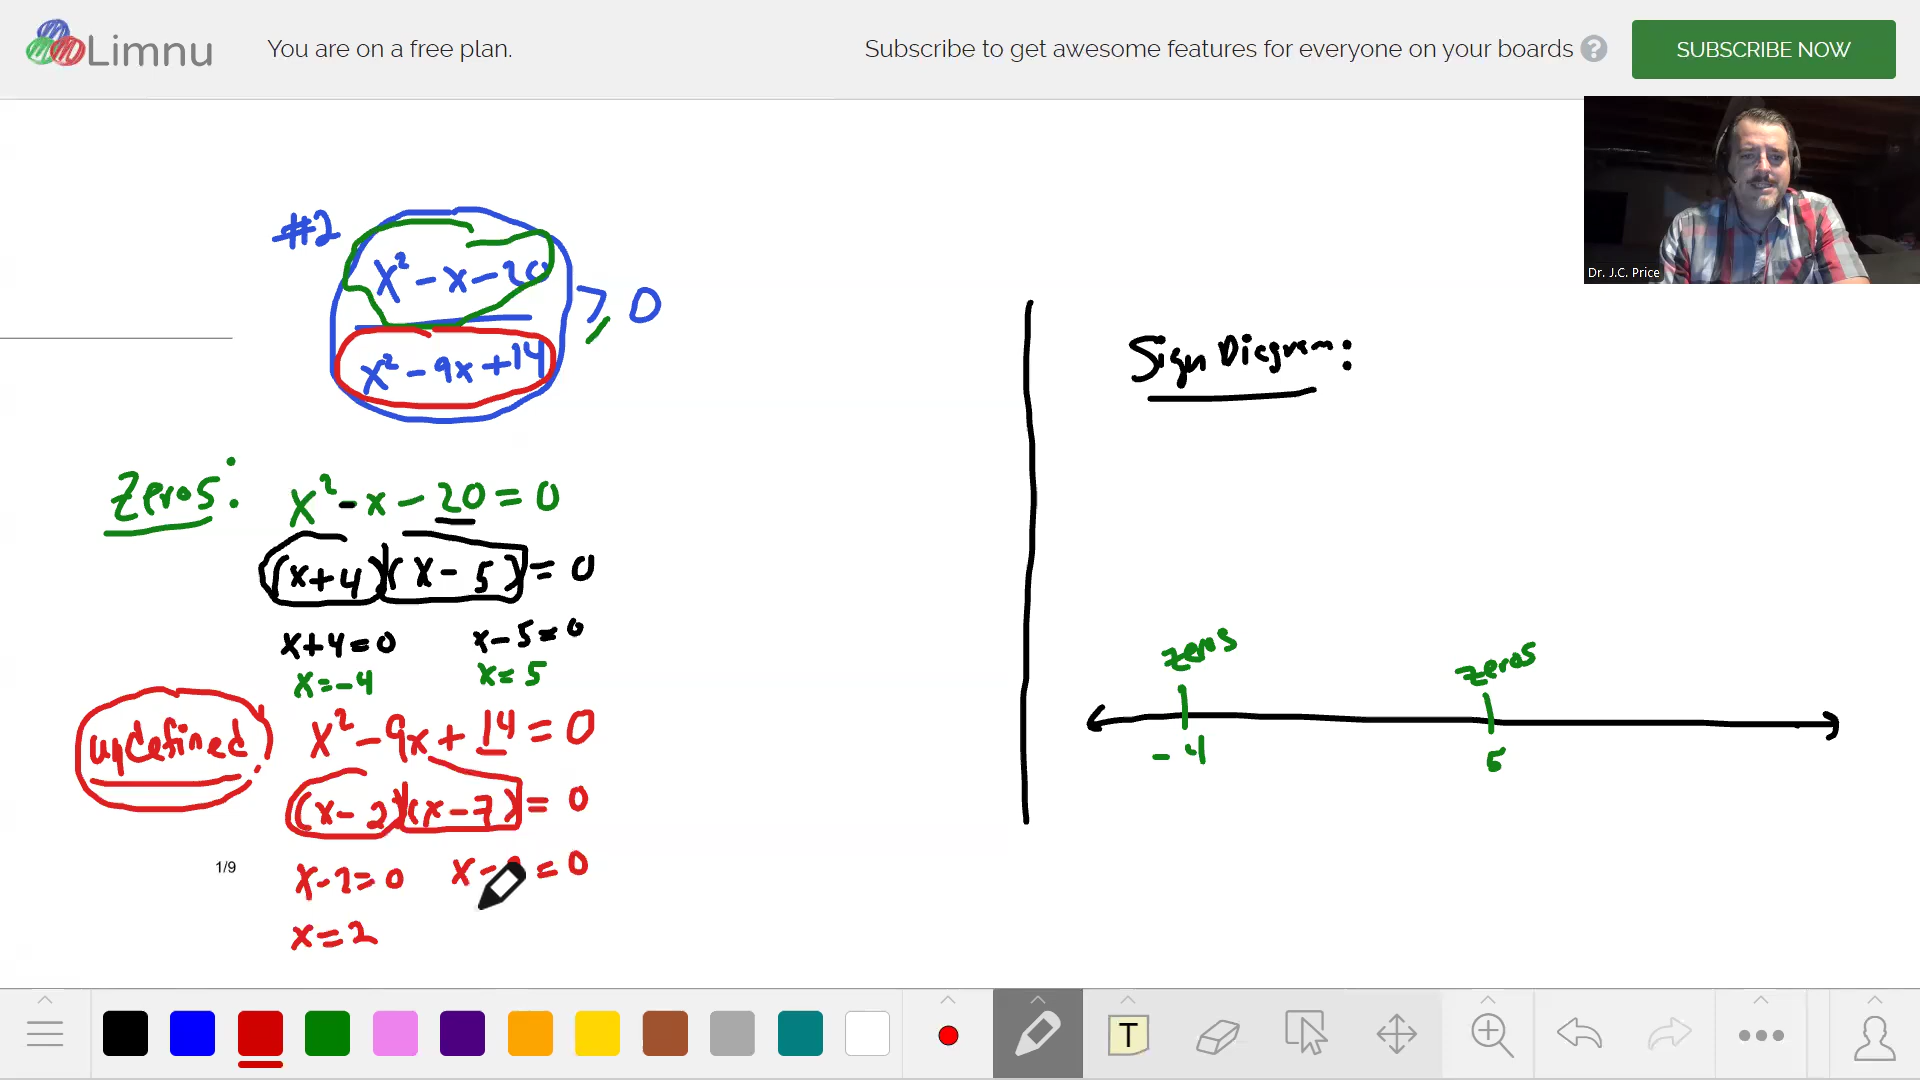 Limnu
You are on a free plan.
Subscribe to get awesome features for everyone on your boards ?
SUBSCRIBE NOW
Dr. J.C. Price
#2
x² - x - 20
x² - 9x + 14
≥ 0
Zeros:
x² - x - 20 = 0
(x+4)(x-5) = 0
x+4=0 x-5=0
x=-4 x=5
undefined:
x² - 9x + 14 = 0
(x-2)(x-7) = 0
x-2=0 x- =0
x=2
1/9
Sign Diagram:
zeros zeros
-4 5
T